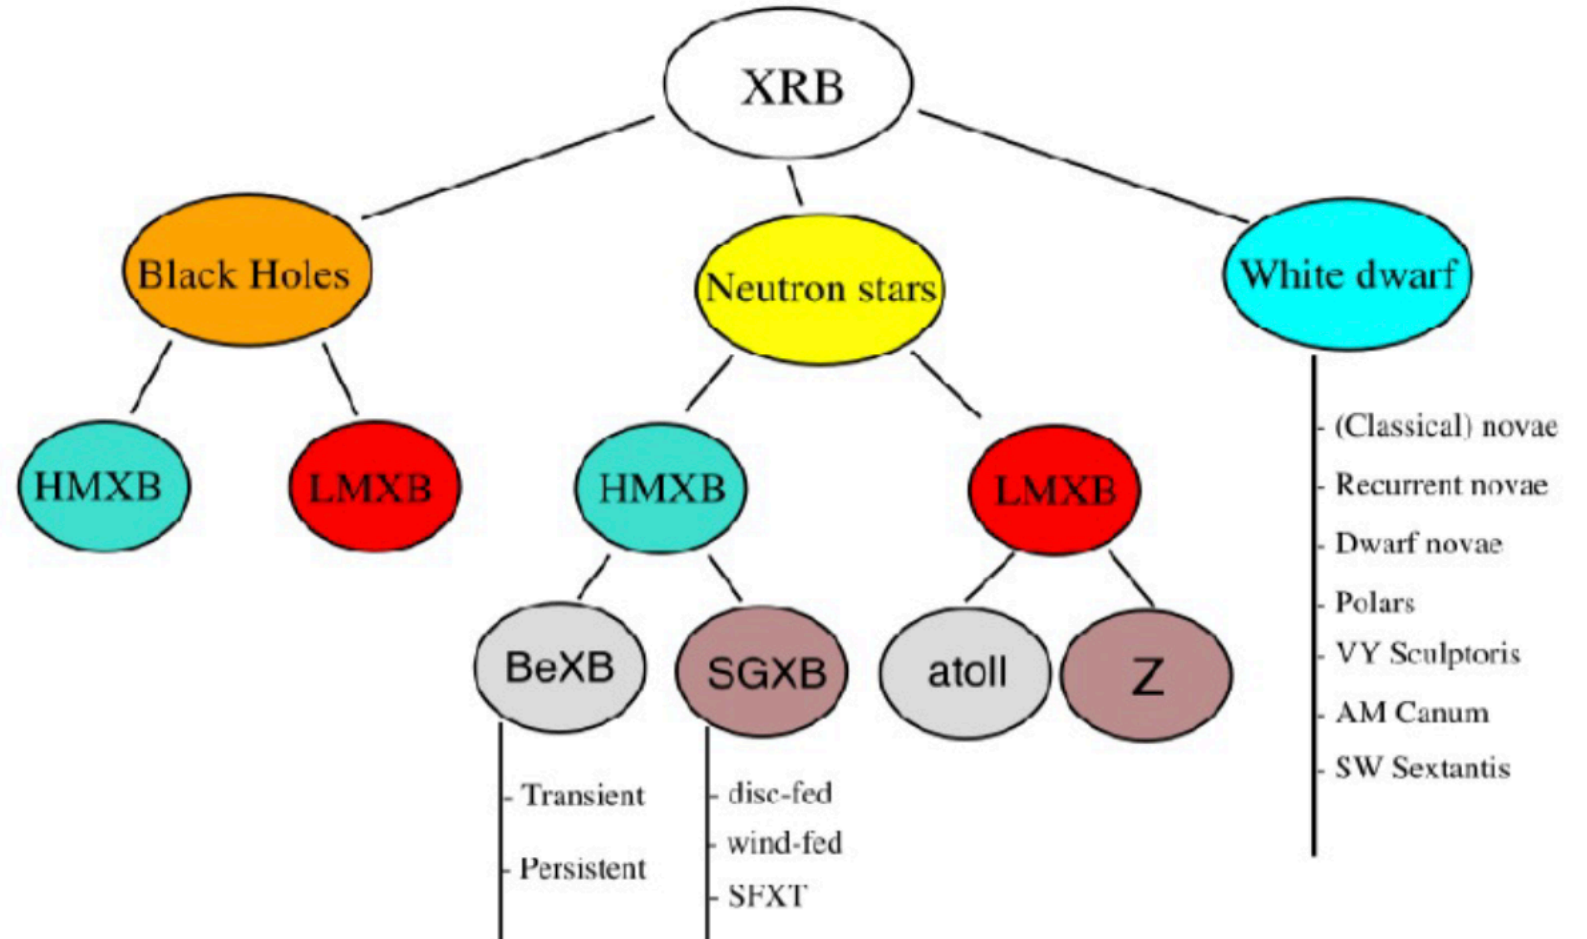 XRB
Black Holes
Neutron stars
White dwarf
HMXB
LMXB
HMXB
LMXB
BeXB
SGXB
atoll
Z
- Transient
- Persistent
- disc-fed
- wind-fed
- SFXT
- (Classical) novae
- Recurrent novae
- Dwarf novae
- Polars
- VY Sculptoris
- AM Canum
- SW Sextantis